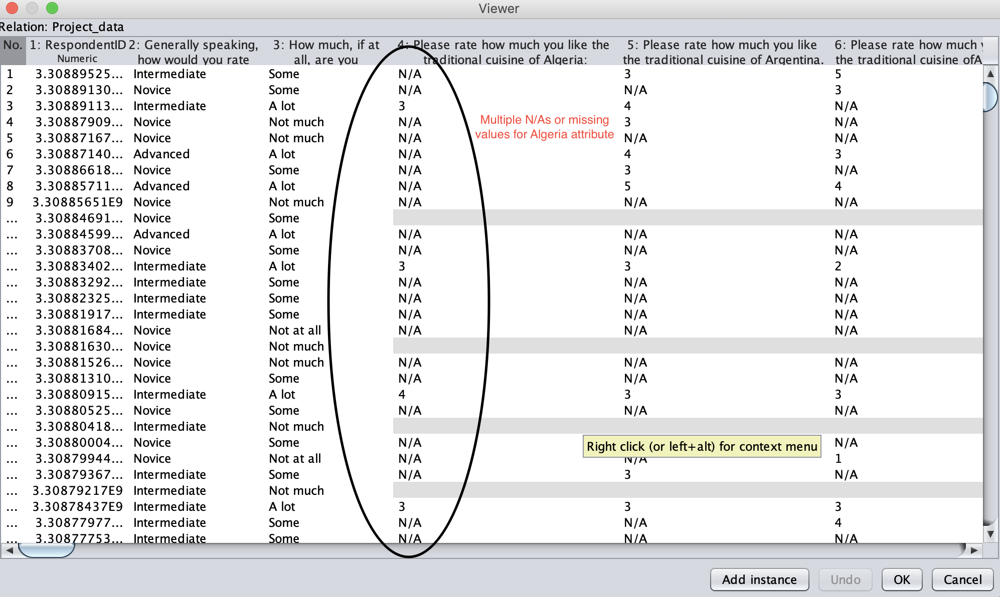 Viewer
Relation: Project_data
No. 1: RespondentID 2: Generally speaking, 3: How much, if at 4: Please rate how much you like the 5: Please rate how much you like 6: Please rate how much y
Numeric how would you rate all, are you traditional cuisine of Algeria: the traditional cuisine of Argentina. the traditional cuisine ofA
1 3.30889525... Intermediate Some N/A 3 5
2 3.30889130... Novice Some N/A N/A 3
3 3.30889113... Intermediate A lot 3 4 N/A
4 3.30887909... Novice Not much N/A 3 N/A
Multiple N/As or missing
values for Algeria attribute
5 3.30887167... Novice Not much N/A N/A N/A
6 3.30887140... Advanced A lot N/A 4 3
7 3.30886618... Novice Some N/A 3 N/A
8 3.30885711... Advanced A lot N/A 5 4
9 3.30885651E9 Novice Not much N/A N/A N/A
... 3.30884691... Novice Some
... 3.30884599... Advanced A lot N/A N/A N/A
... 3.30883708... Novice Some N/A N/A N/A
... 3.30883402... Intermediate A lot 3 3 2
... 3.30883292... Intermediate Some N/A N/A N/A
... 3.30882325... Intermediate Some N/A N/A N/A
... 3.30881917... Intermediate Some N/A N/A N/A
... 3.30881684... Novice Not at all N/A N/A N/A
... 3.30881630... Novice Not much
... 3.30881526... Novice Not much N/A N/A N/A
... 3.30881310... Novice Some N/A N/A N/A
... 3.30880915... Intermediate A lot 4 3 3
... 3.30880525... Novice Some N/A N/A N/A
... 3.30880418... Intermediate Not much
... 3.30880004... Novice Some N/A N/A
Right click (or left+alt) for context menu
... 3.30879944... Novice Not at all N/A N/A 1
... 3.30879367... Intermediate Some N/A 3 N/A
... 3.30879217E9 Intermediate Not much
... 3.30878437E9 Intermediate A lot 3 3 3
... 3.30877977... Intermediate Some N/A N/A 4
... 3.30877753... Intermediate Some N/A N/A N/A
Add instance Undo OK Cancel